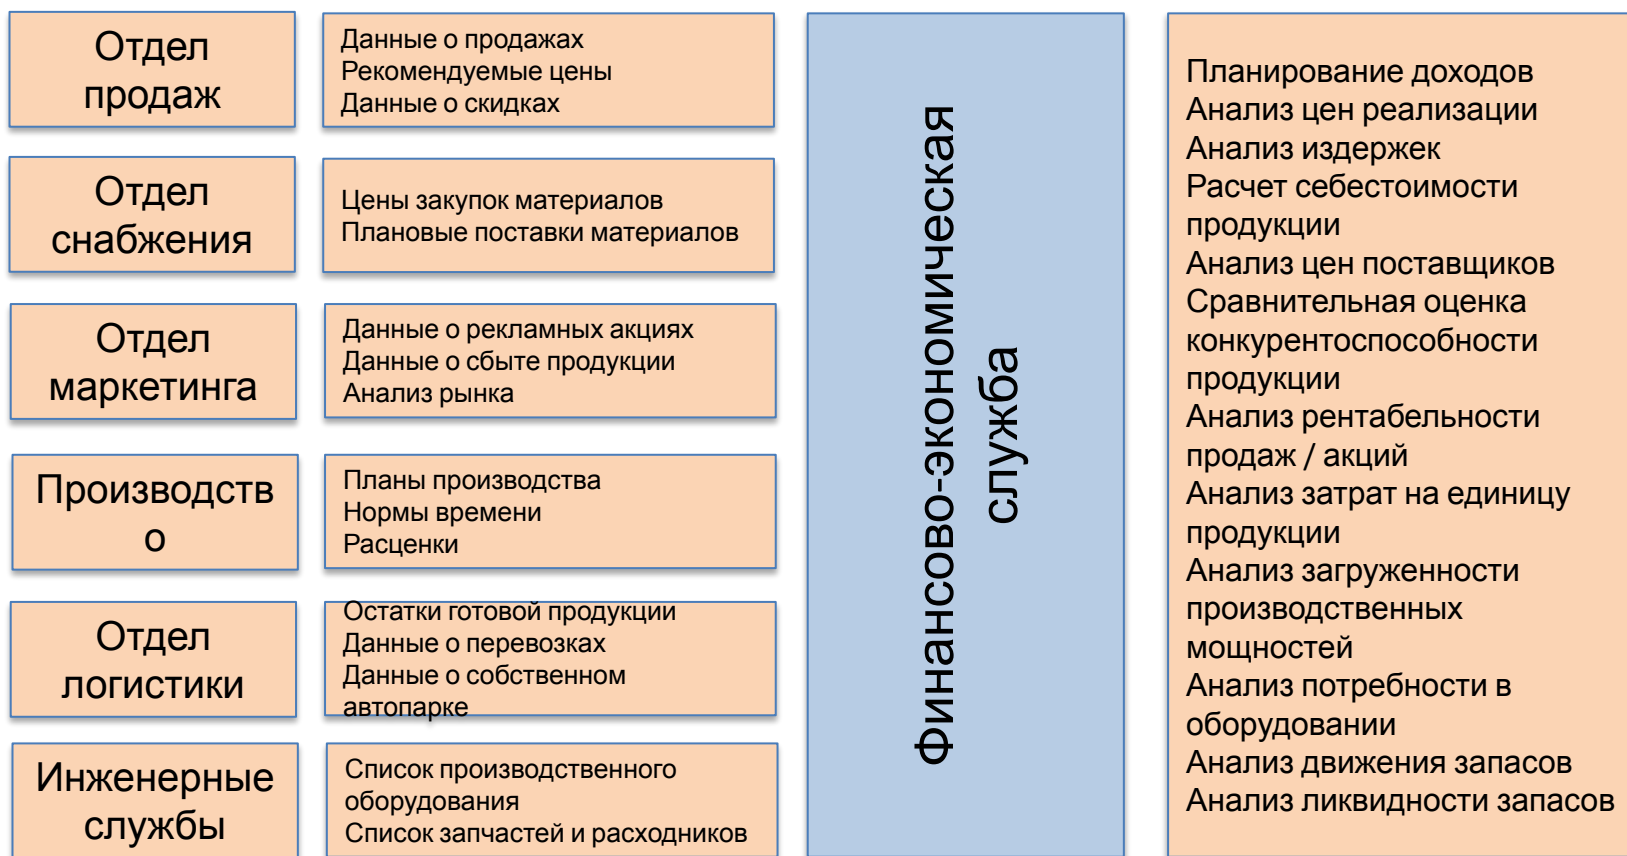 Отдел
продаж
Данные о продажах
Рекомендуемые цены
Данные о скидках
Отдел
снабжения
Цены закупок материалов
Плановые поставки материалов
Отдел
маркетинга
Данные о рекламных акциях
Данные о сбыте продукции
Анализ рынка
Производств
о
Планы производства
Нормы времени
Расценки
Отдел
логистики
Остатки готовой продукции
Данные о перевозках
Данные о собственном
автопарке
Инженерные
службы
Список производственного
оборудования
Список запчастей и расходников
Финансово-экономическая
служба
Планирование доходов
Анализ цен реализации
Анализ издержек
Расчет себестоимости
продукции
Анализ цен поставщиков
Сравнительная оценка
конкурентоспособности
продукции
Анализ рентабельности
продаж / акций
Анализ затрат на единицу
продукции
Анализ загруженности
производственных
мощностей
Анализ потребности в
оборудовании
Анализ движения запасов
Анализ ликвидности запасов